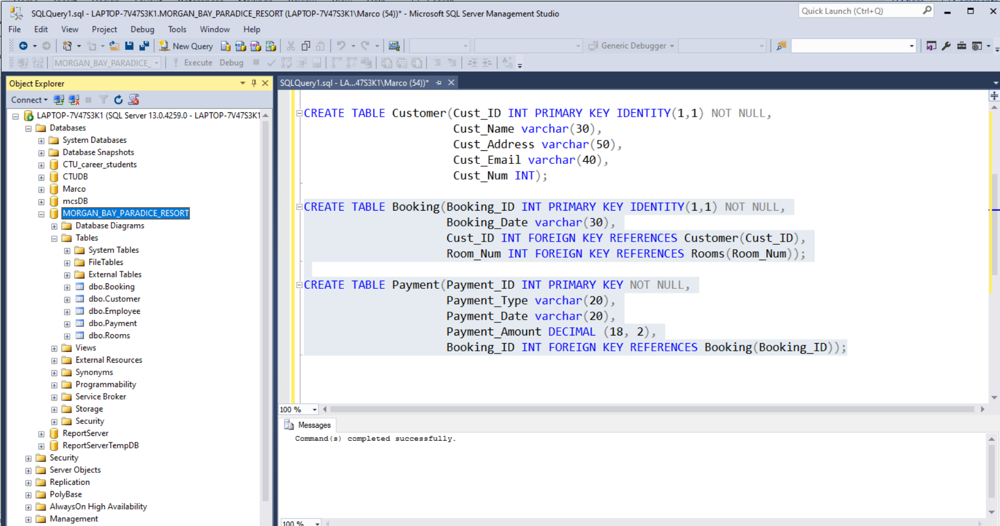 SQLQuery1.sql - LAPTOP-7V47S3K1.MORGAN_BAY_PARADICE_RESORT (LAPTOP-7V47S3K1\Marco (54))* - Microsoft SQL Server Management Studio
Quick Launch (Ctrl+Q)
File Edit View Project Debug Tools Window Help
New Query
Generic Debugger
MORGAN_BAY_PARADICE_
Execute Debug
Object Explorer
SQLQuery1.sql - LA...47S3K1\Marco (54))*
Connect
LAPTOP-7V47S3K1 (SQL Server 13.0.4259.0 - LAPTOP-7V47S3K1
Databases
System Databases
Database Snapshots
CTU_career_students
CTUDB
Marco
mcsDB
MORGAN_BAY_PARADICE_RESORT
Database Diagrams
Tables
System Tables
FileTables
External Tables
dbo.Booking
dbo.Customer
dbo.Employee
dbo.Payment
dbo.Rooms
Views
External Resources
Synonyms
Programmability
Service Broker
Storage
Security
ReportServer
ReportServerTempDB
Security
Server Objects
Replication
PolyBase
AlwaysOn High Availability
Management
CREATE TABLE Customer(Cust_ID INT PRIMARY KEY IDENTITY(1,1) NOT NULL,
Cust_Name varchar(30),
Cust_Address varchar(50),
Cust_Email varchar(40),
Cust_Num INT);
CREATE TABLE Booking(Booking_ID INT PRIMARY KEY IDENTITY(1,1) NOT NULL,
Booking_Date varchar(30),
Cust_ID INT FOREIGN KEY REFERENCES Customer(Cust_ID),
Room_Num INT FOREIGN KEY REFERENCES Rooms(Room_Num));
CREATE TABLE Payment(Payment_ID INT PRIMARY KEY NOT NULL,
Payment_Type varchar(20),
Payment_Date varchar(20),
Payment_Amount DECIMAL (18, 2),
Booking_ID INT FOREIGN KEY REFERENCES Booking(Booking_ID));
100 %
Messages
Command(s) completed successfully.
100 %